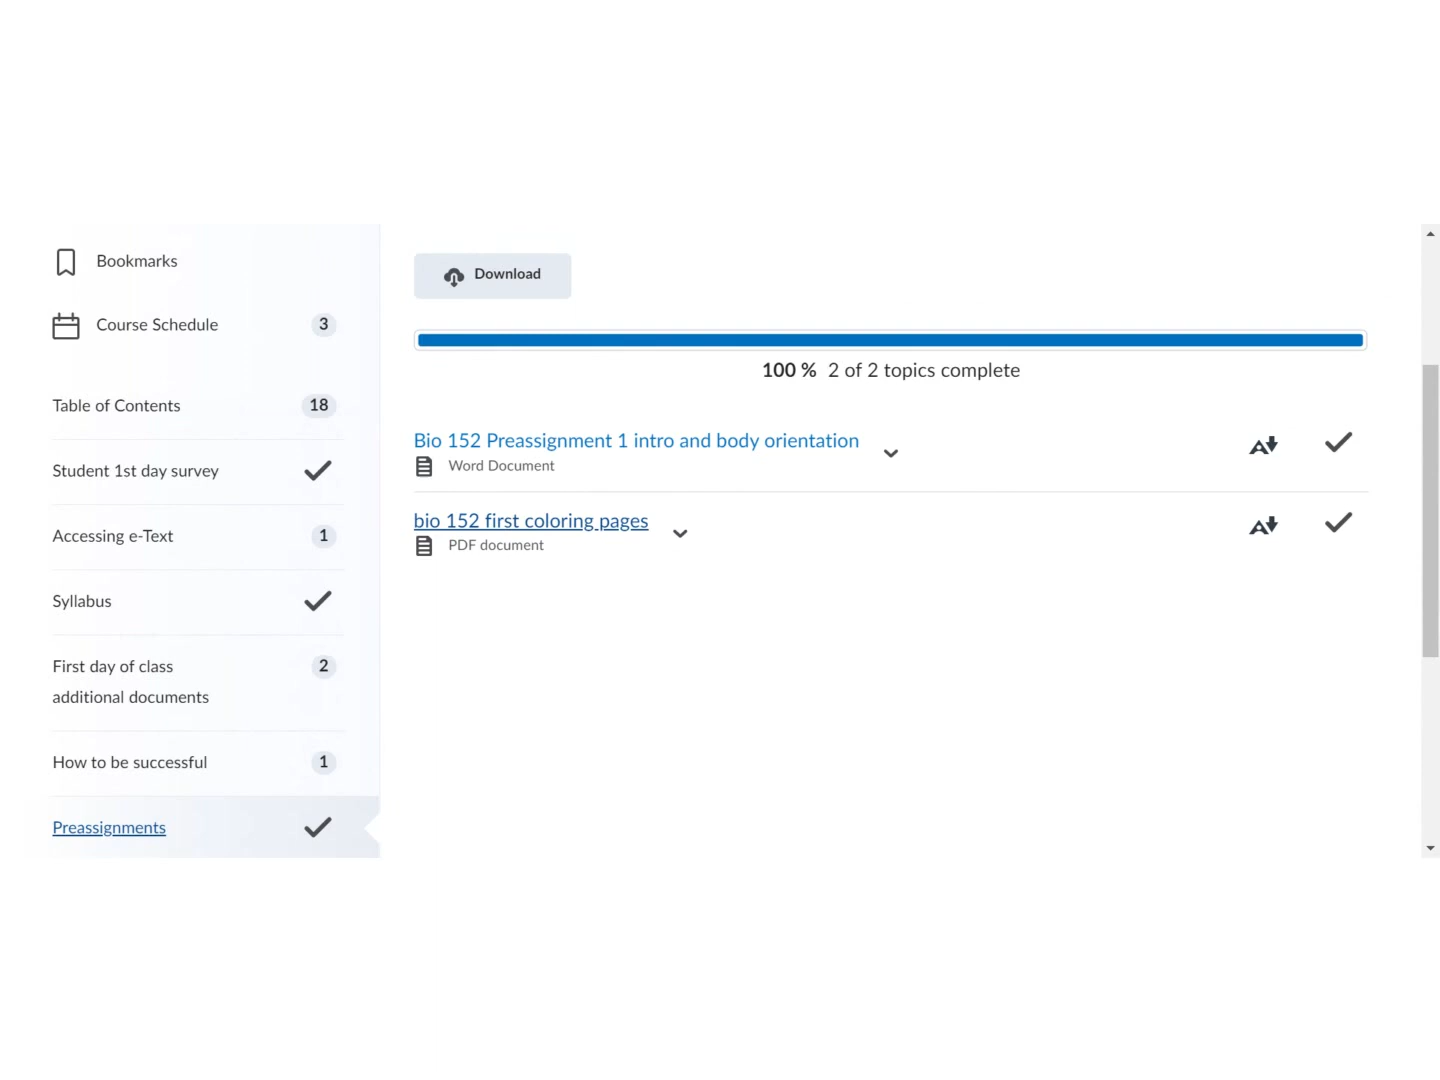 Bookmarks
Course Schedule 3
Table of Contents 18
Student 1st day survey
Accessing e-Text 1
Syllabus
First day of class 2
additional documents
How to be successful 1
Preassignments
Download
100 % 2 of 2 topics complete
Bio 152 Preassignment 1 intro and body orientation
Word Document
bio 152 first coloring pages
PDF document